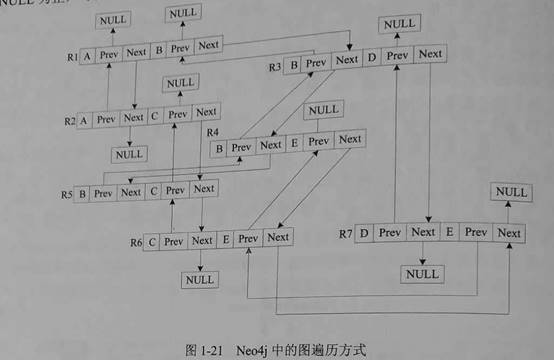 NULL
NULL NULL
R1 A Prev Next B Prev Next
R3 B Prev Next D Prev Next
NULL
NULL
R2 A Prev Next C Prev Next
NULL
R4 B Prev Next E Prev Next
NULL
NULL
R5 B Prev Next C Prev Next
NULL
R6 C Prev Next E Prev Next
R7 D Prev Next E Prev Next
NULL
NULL
图 1-21 Neo4j 中的图遍历方式